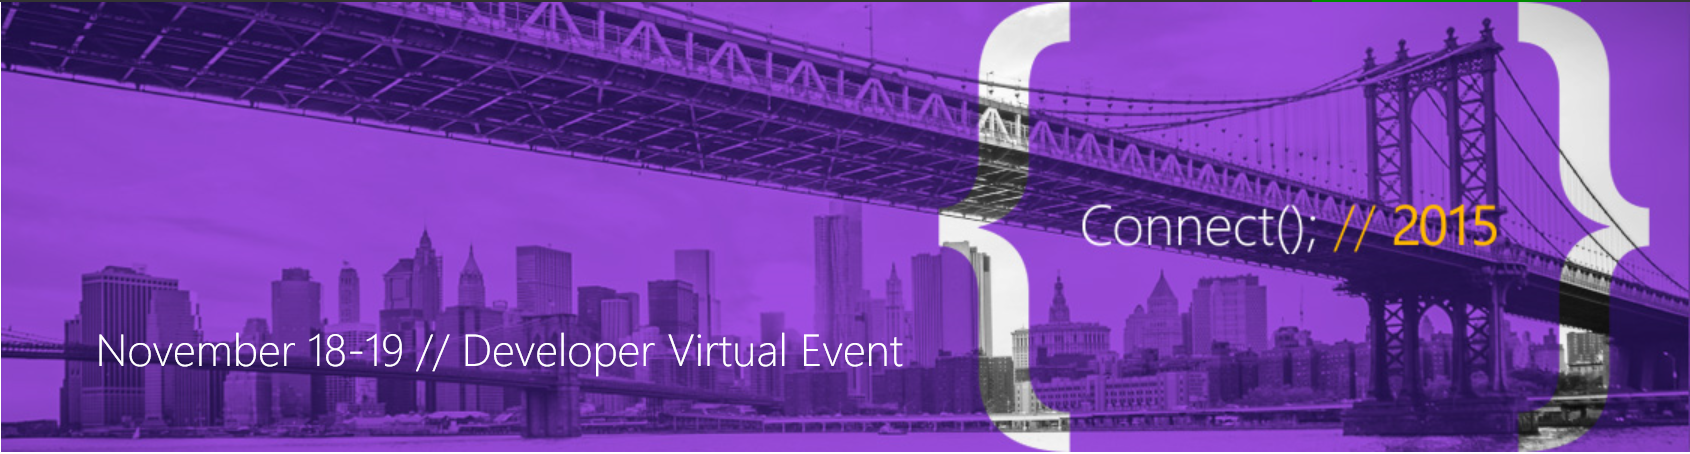 Connect(); // 2015
November 18-19 // Developer Virtual Event